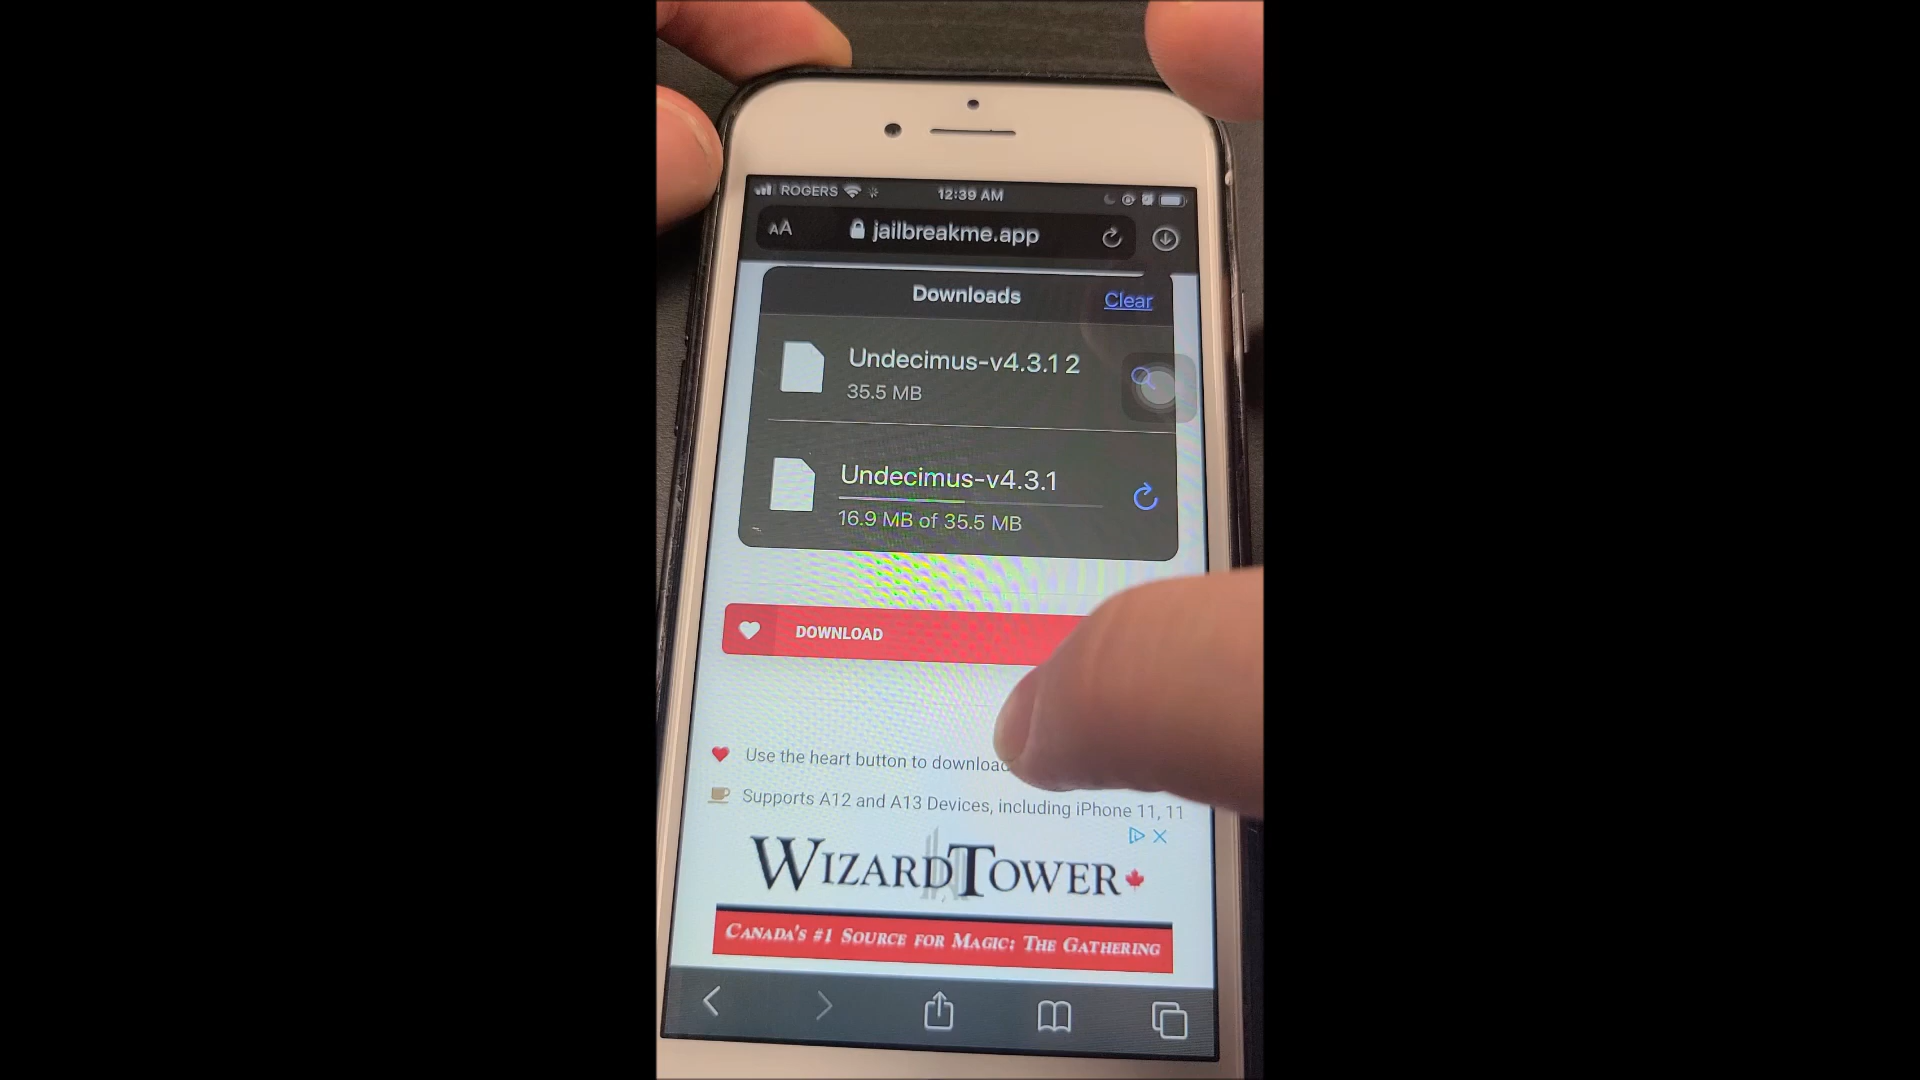 ROGERS
12:39 AM
AA
jailbreakme.app
Downloads
Clear
Undecimus-v4.3.1 2
35.5 MB
Undecimus-v4.3.1
16.9 MB of 35.5 MB
DOWNLOAD
Use the heart button to download
Supports A12 and A13 Devices, including iPhone 11, 11
WIZARDTOWER
CANADA'S #1 SOURCE FOR MAGIC: THE GATHERING